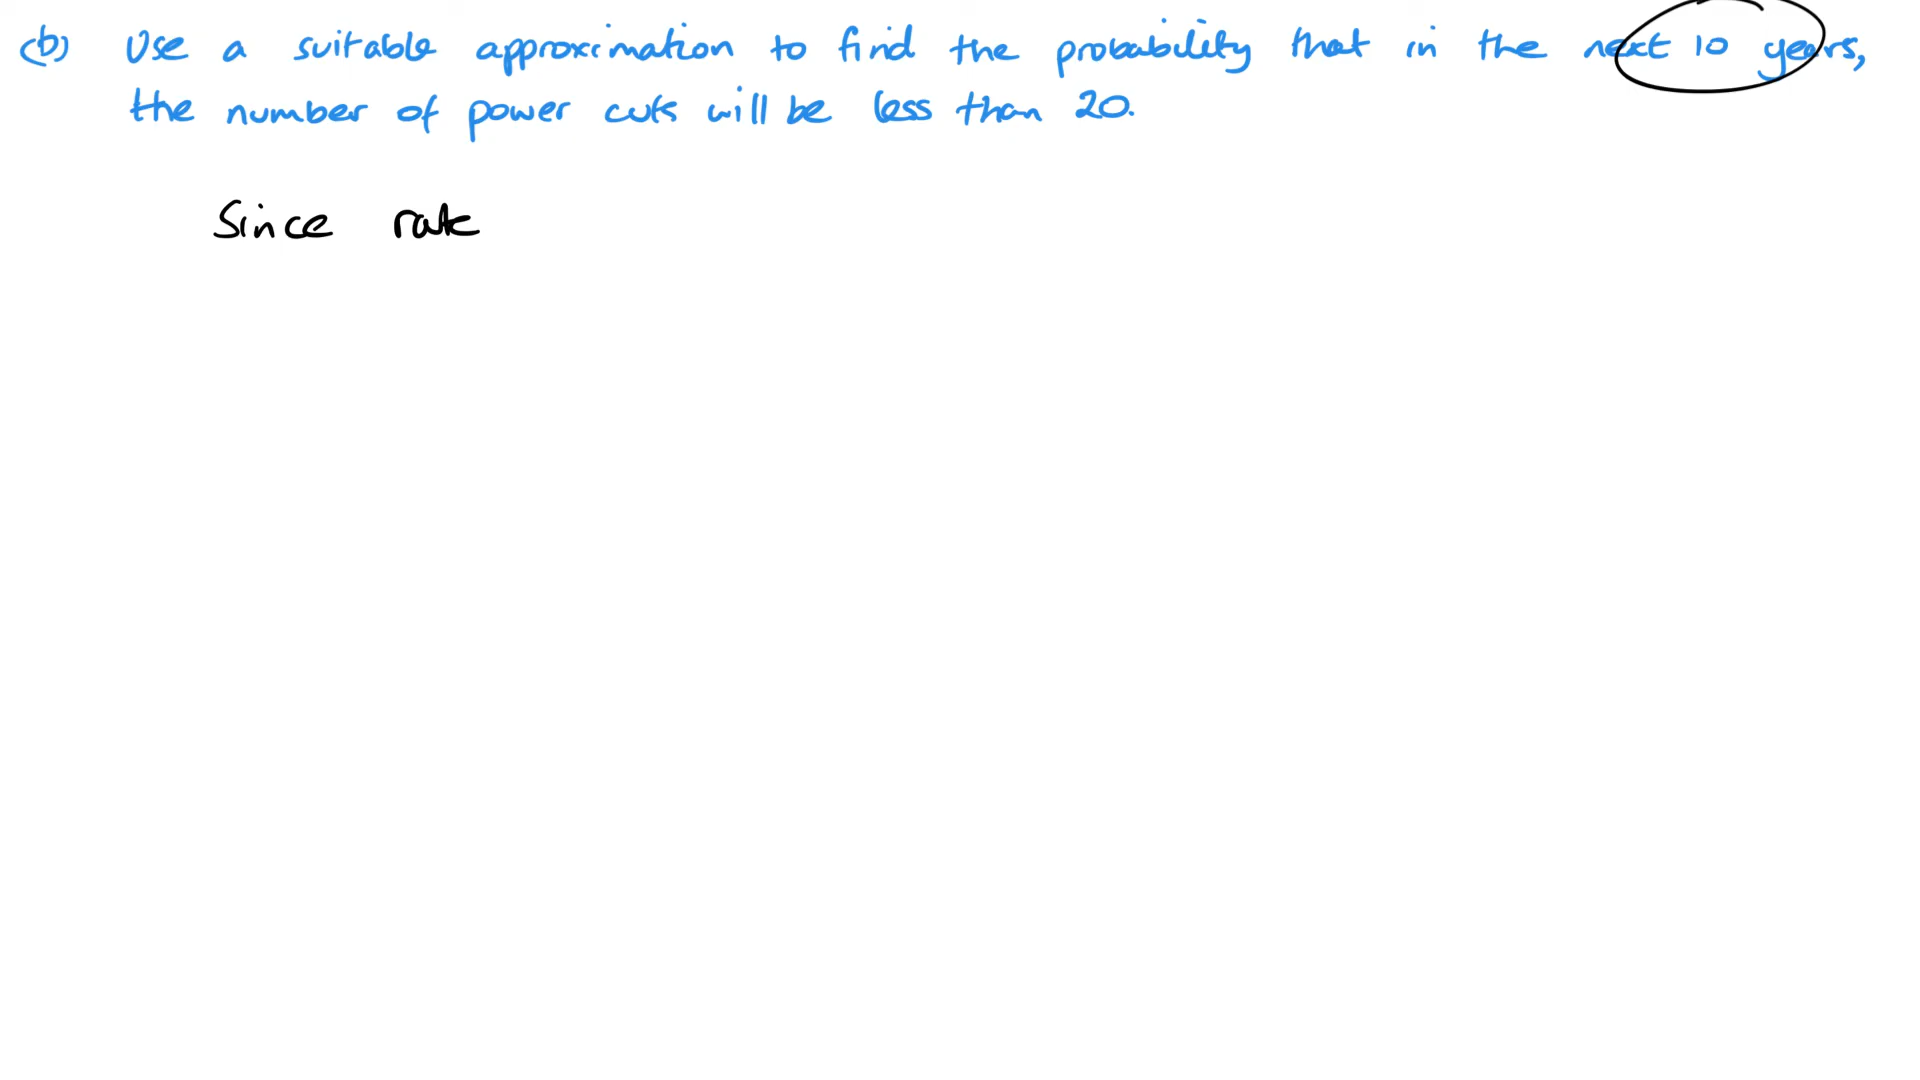 (b) Use a suitable approximation to find the probability that in the next 10 years,
the number of power cuts will be less than 20.
Since rate